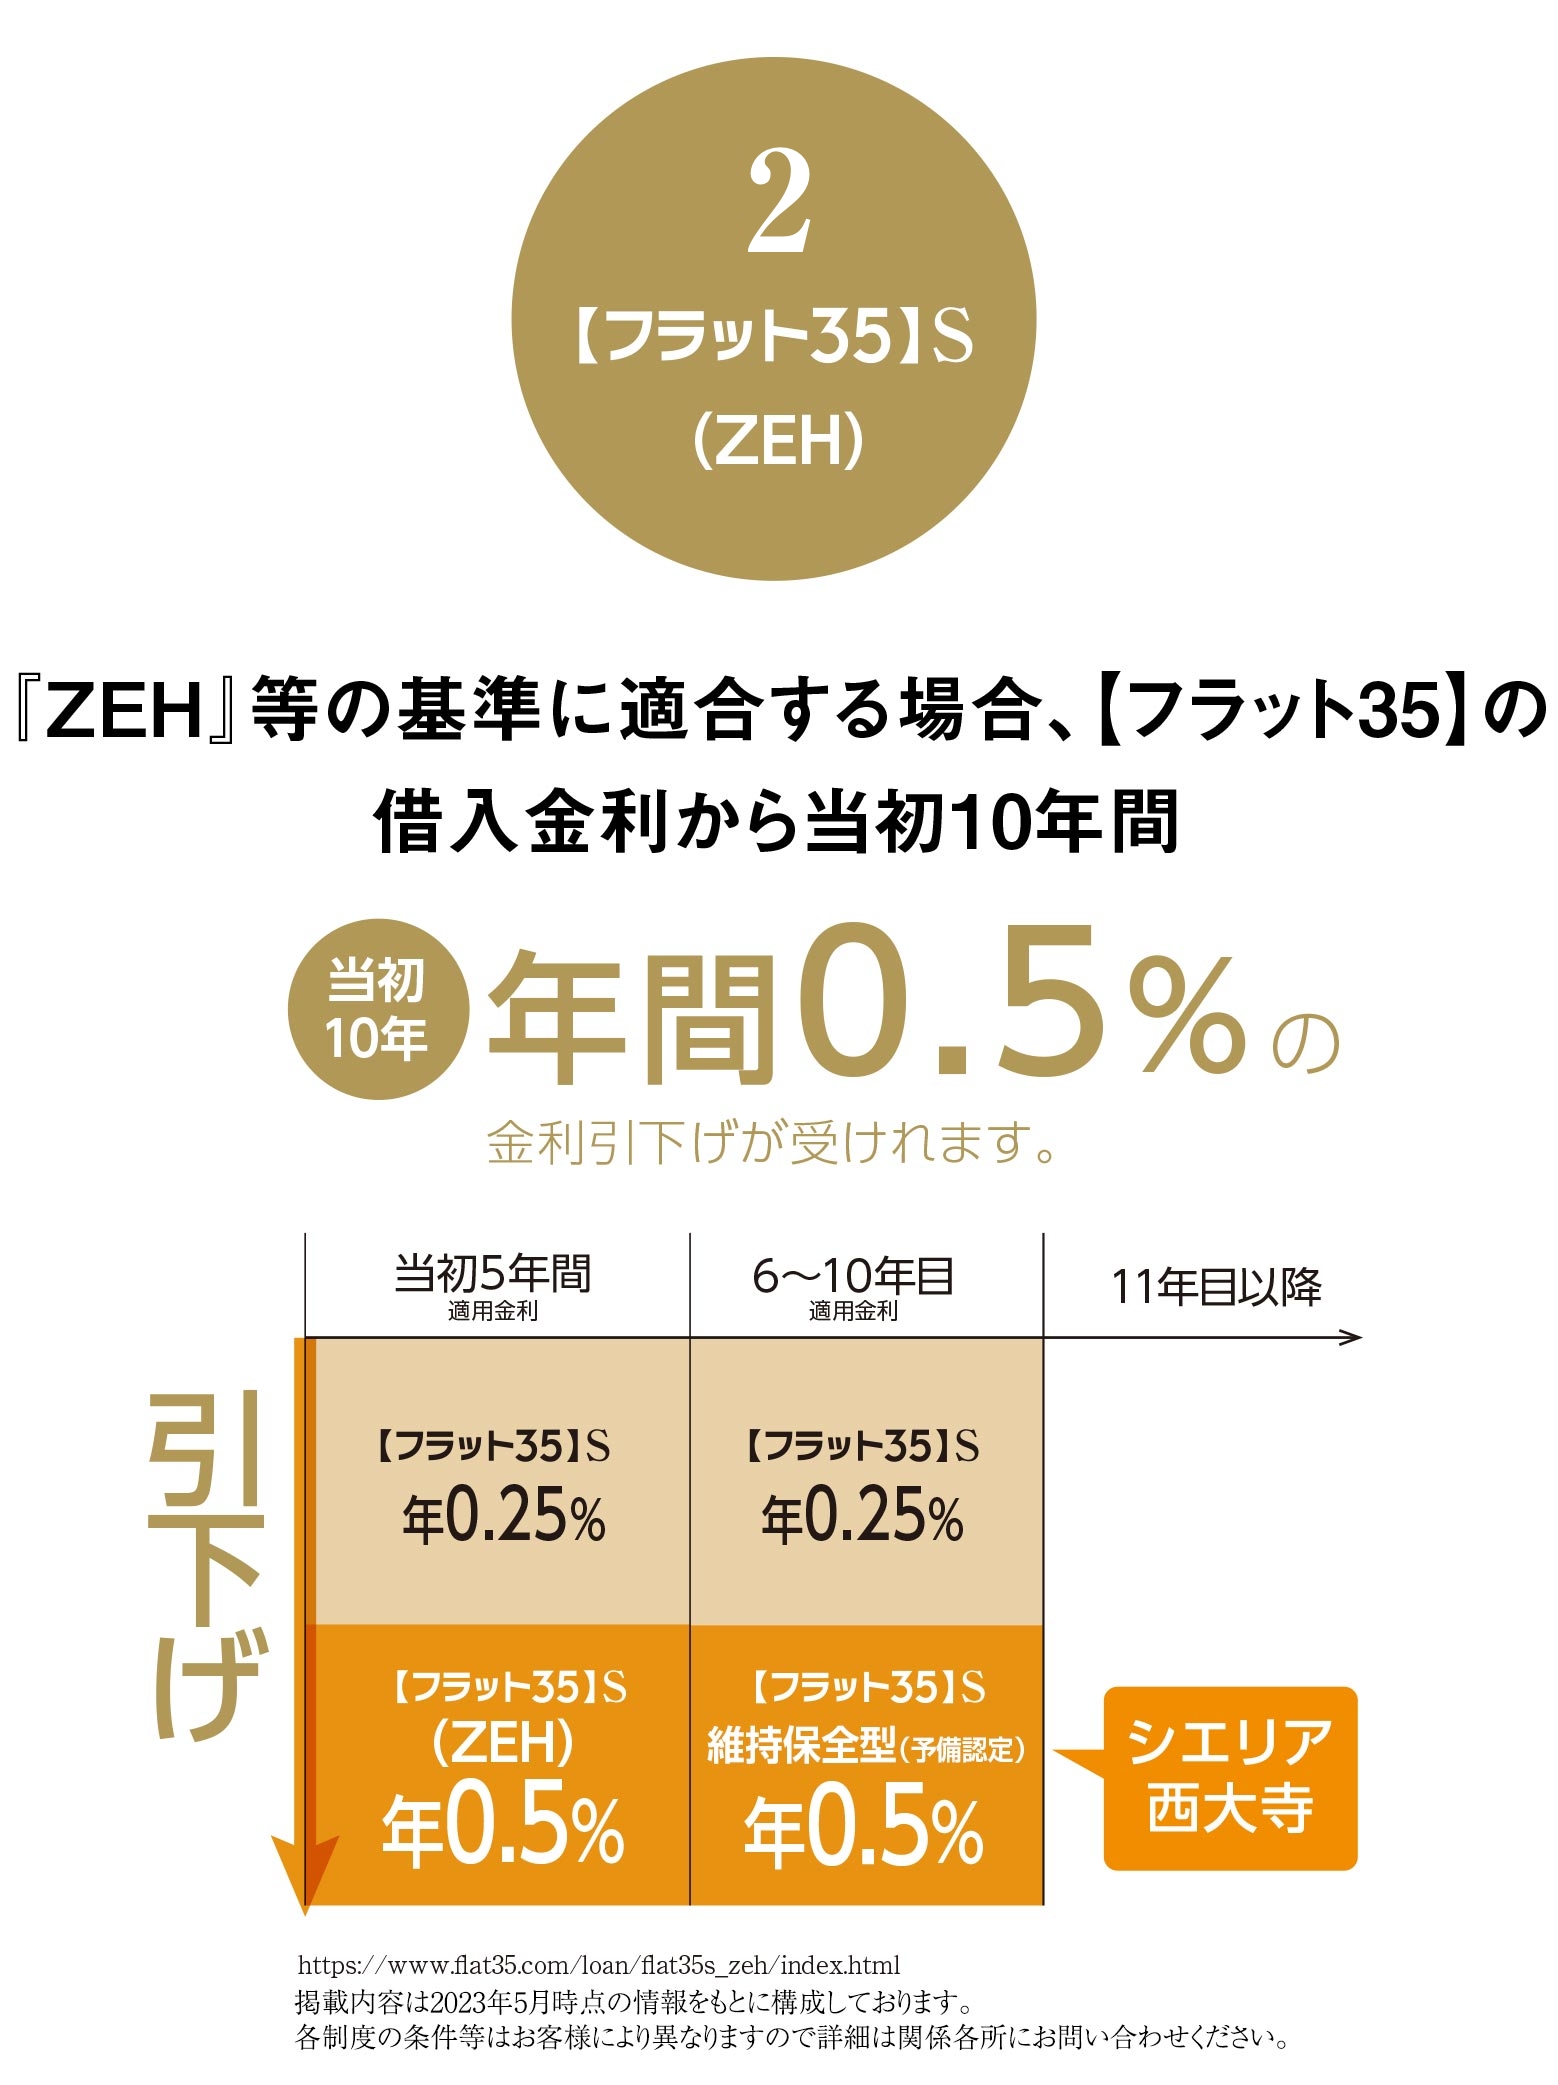 2
【フラット35】S
(ZEH)
『ZEH』等の基準に適合する場合、【フラット35】の
借入金利から当初10年間
当初
10年
年間0.5%の
金利引下げが受けれます。
当初5年間
適用金利
6〜10年目
適用金利
11年目以降
引下げ
【フラット35】S
年0.25%
【フラット35】S
年0.25%
【フラット35】S
(ZEH)
年0.5%
【フラット35】S
維持保全型(予備認定)
年0.5%
シエリア
西大寺
https://www.flat35.com/loan/flat35s_zeh/index.html
掲載内容は2023年5月時点の情報をもとに構成しております。
各制度の条件等はお客様により異なりますので詳細は関係各所にお問い合わせください。